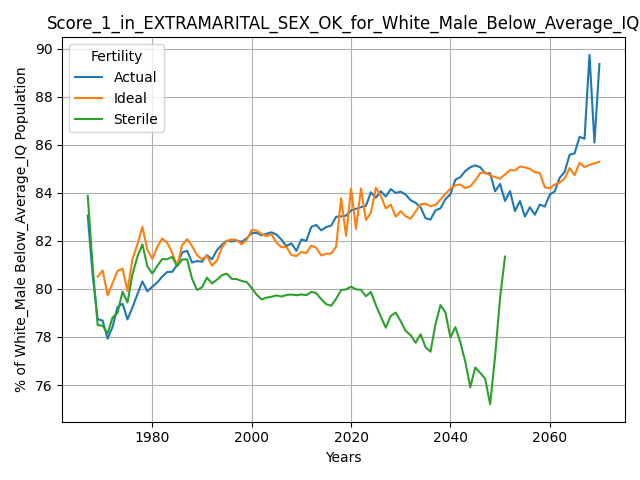 Score_1_in_EXTRAMARITAL_SEX_OK_for_White_Male_Below_Average_IQ
% of White_Male Below_Average_IQ Population
90
88
86
84
82
80
78
76
Fertility
Actual
Ideal
Sterile
1980
2000
2020
2040
2060
Years